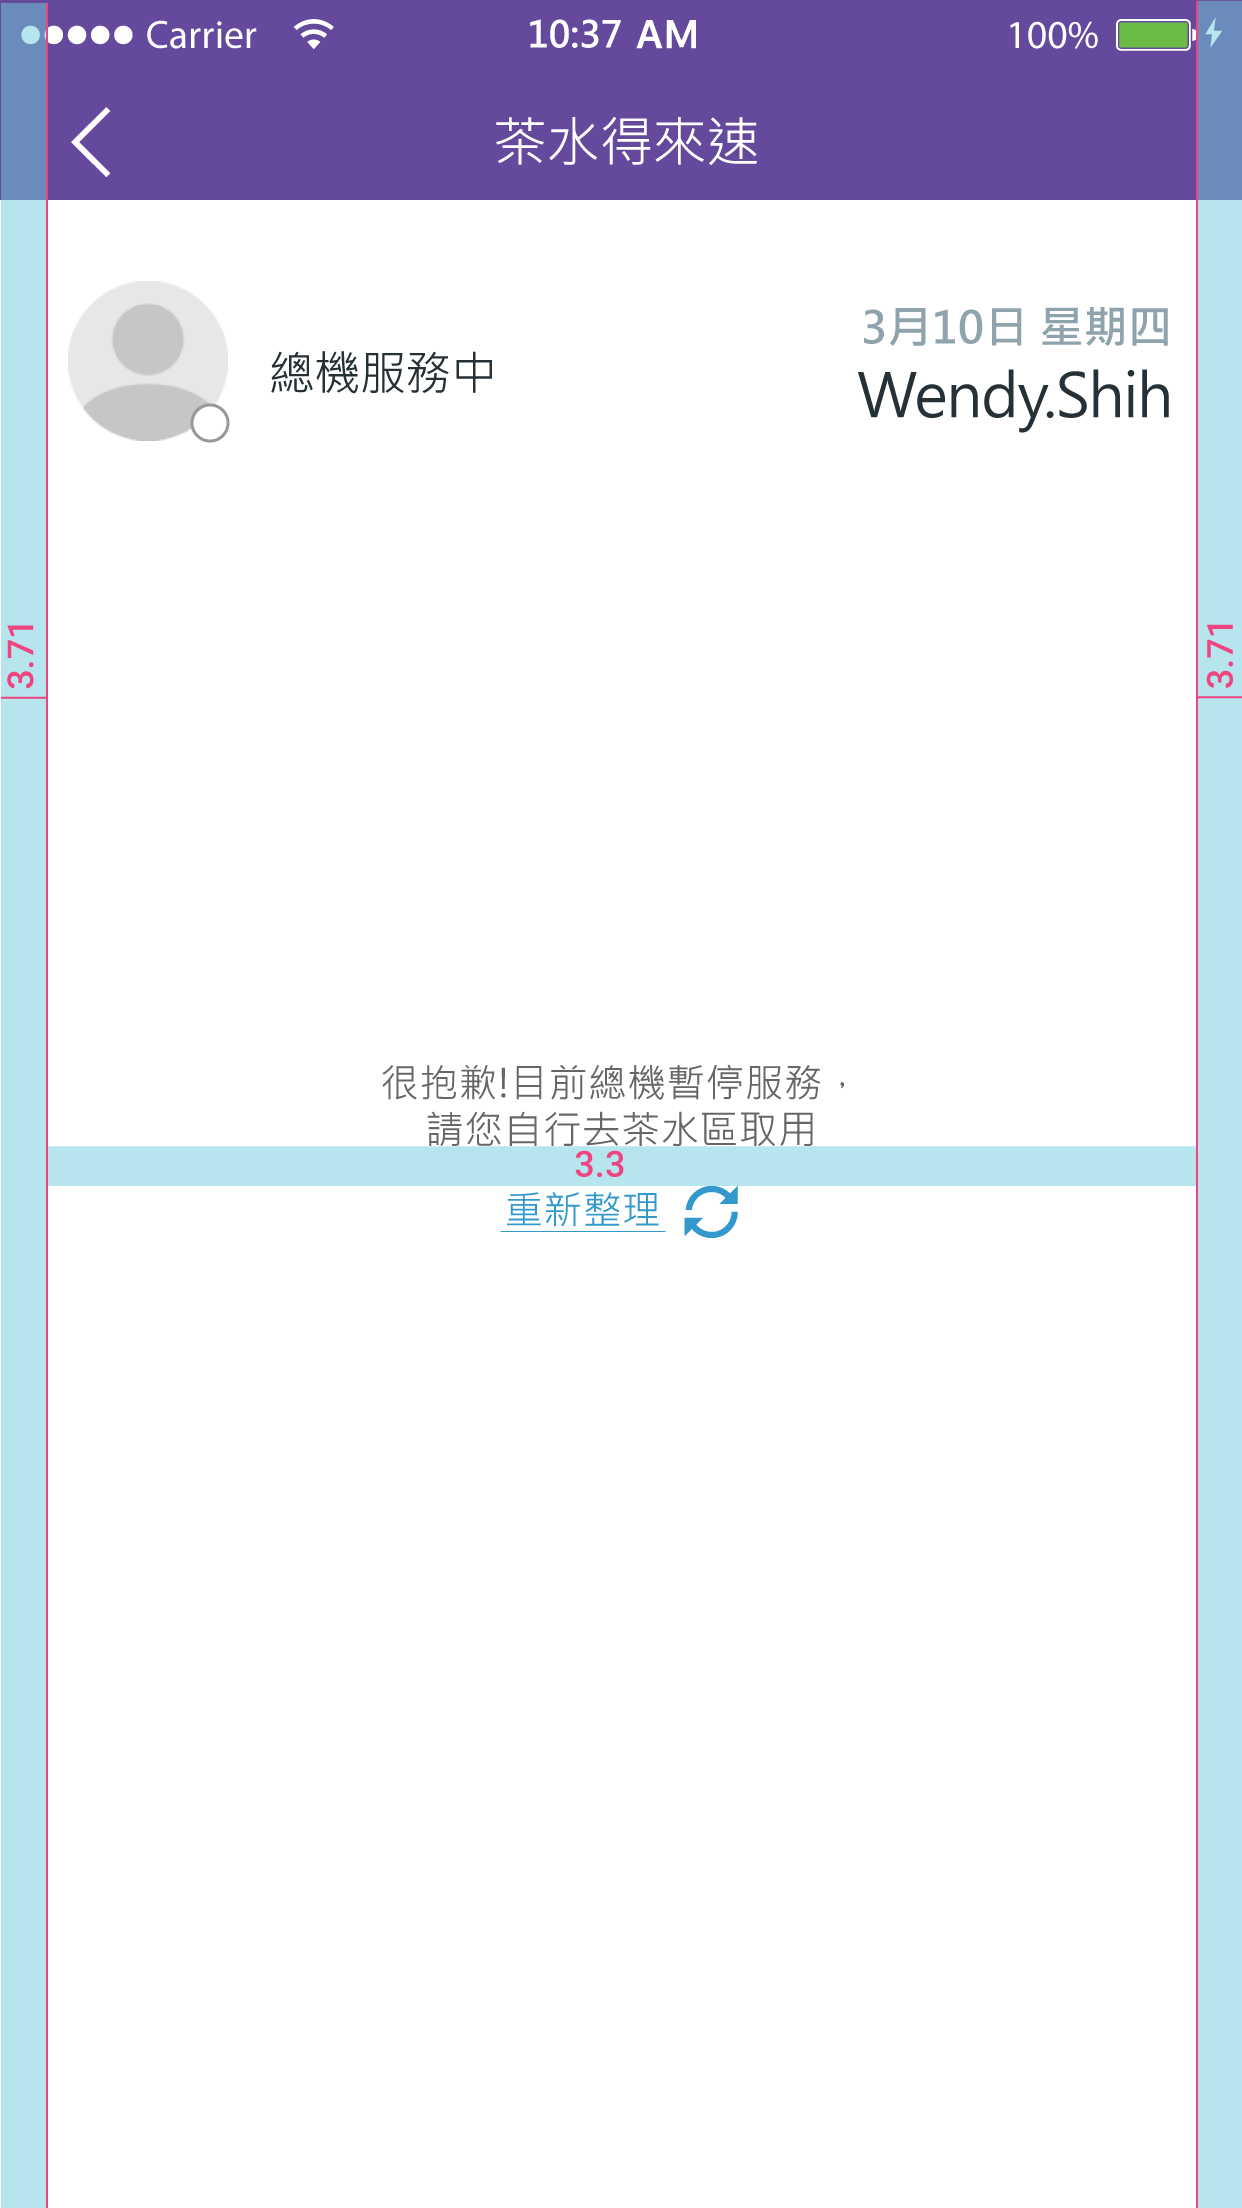 Carrier 10:37 AM 100%
茶水得來速
3月10日 星期四
總機服務中
Wendy.Shih
3.71
3.71
很抱歉!目前總機暫停服務，
請您自行去茶水區取用
3.3
重新整理